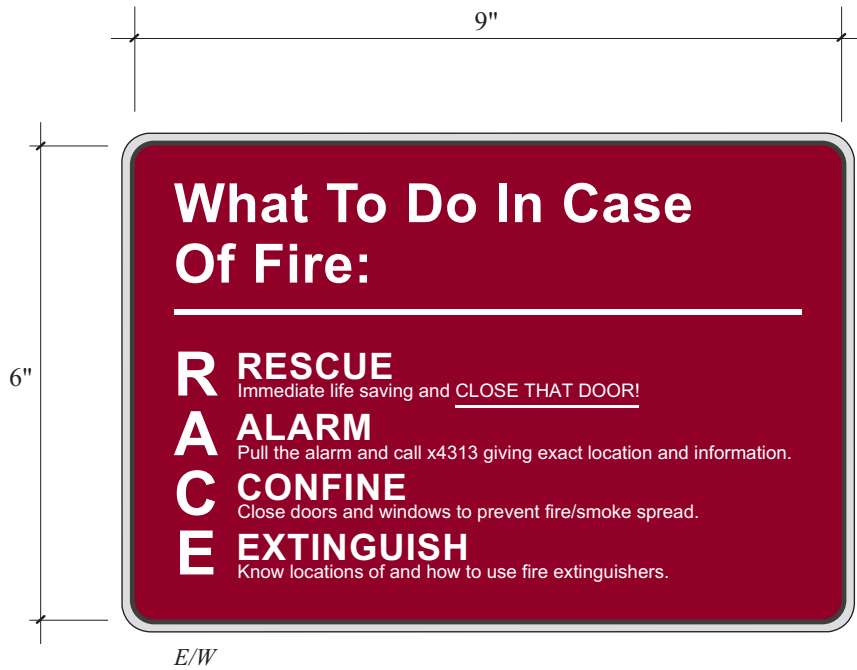 9"
6"
What To Do In Case
Of Fire:
R RESCUE
Immediate life saving and CLOSE THAT DOOR!
A ALARM
Pull the alarm and call x4313 giving exact location and information.
C CONFINE
Close doors and windows to prevent fire/smoke spread.
E EXTINGUISH
Know locations of and how to use fire extinguishers.
E/W